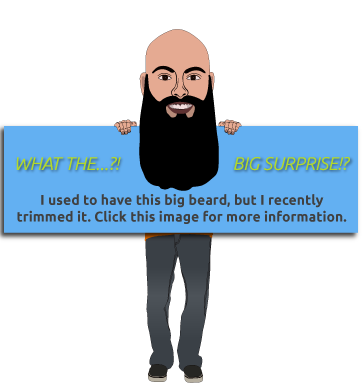 WHAT THE...?! BIG SURPRISE!?
I used to have this big beard, but I recently
trimmed it. Click this image for more information.